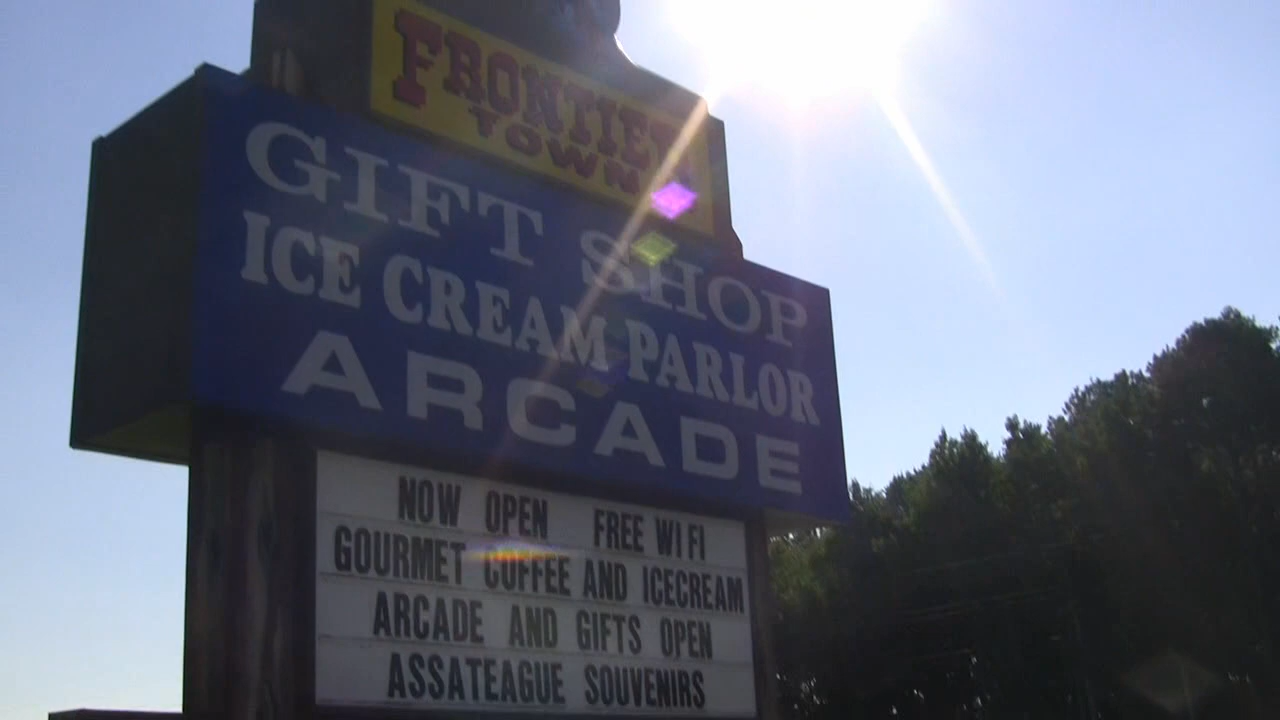 FRONTIER
TOWN
GIFT SHOP
ICE CREAM PARLOR
ARCADE
NOW OPEN FREE WIFI
GOURMET COFFEE AND ICECREAM
ARCADE AND GIFTS OPEN
ASSATEAGUE SOUVENIRS